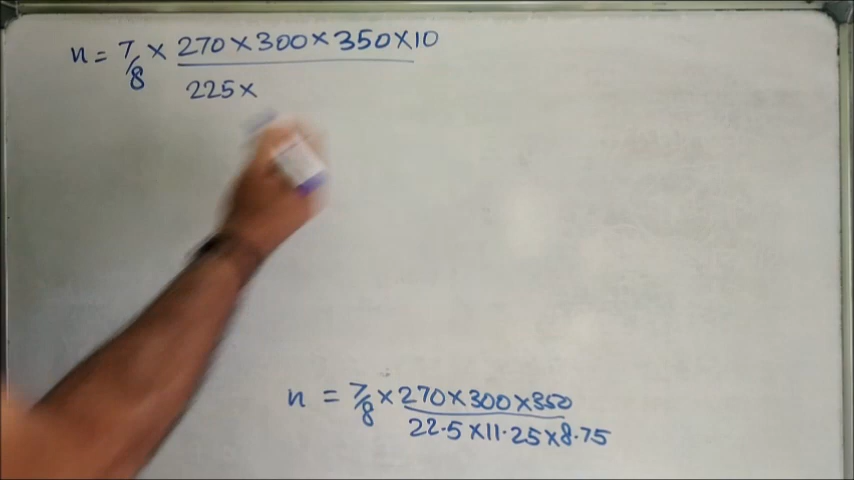 n = 7/8 × 270×300×350×10
225×
n = 7/8 × 270×300×350
22.5×11.25×8.75